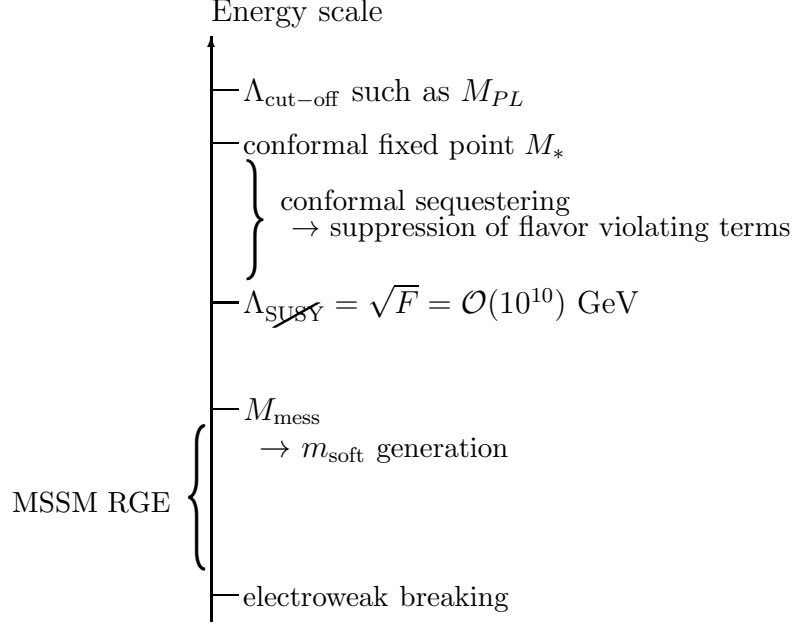 Energy scale
Λ_cut−off such as M_PL
conformal fixed point M_*
conformal sequestering
→ suppression of flavor violating terms
Λ_SUSY = √F = O(10^10) GeV
M_mess
→ m_soft generation
MSSM RGE
electroweak breaking